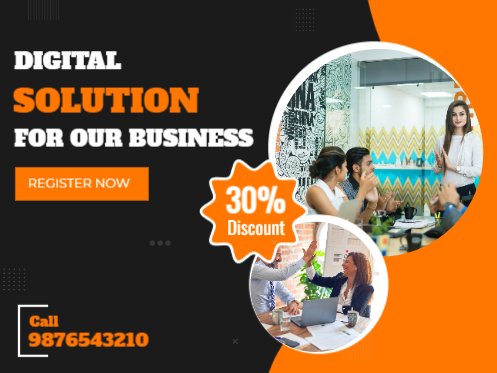 DIGITAL
SOLUTION
FOR OUR BUSINESS
REGISTER NOW
30%
Discount
Call
9876543210